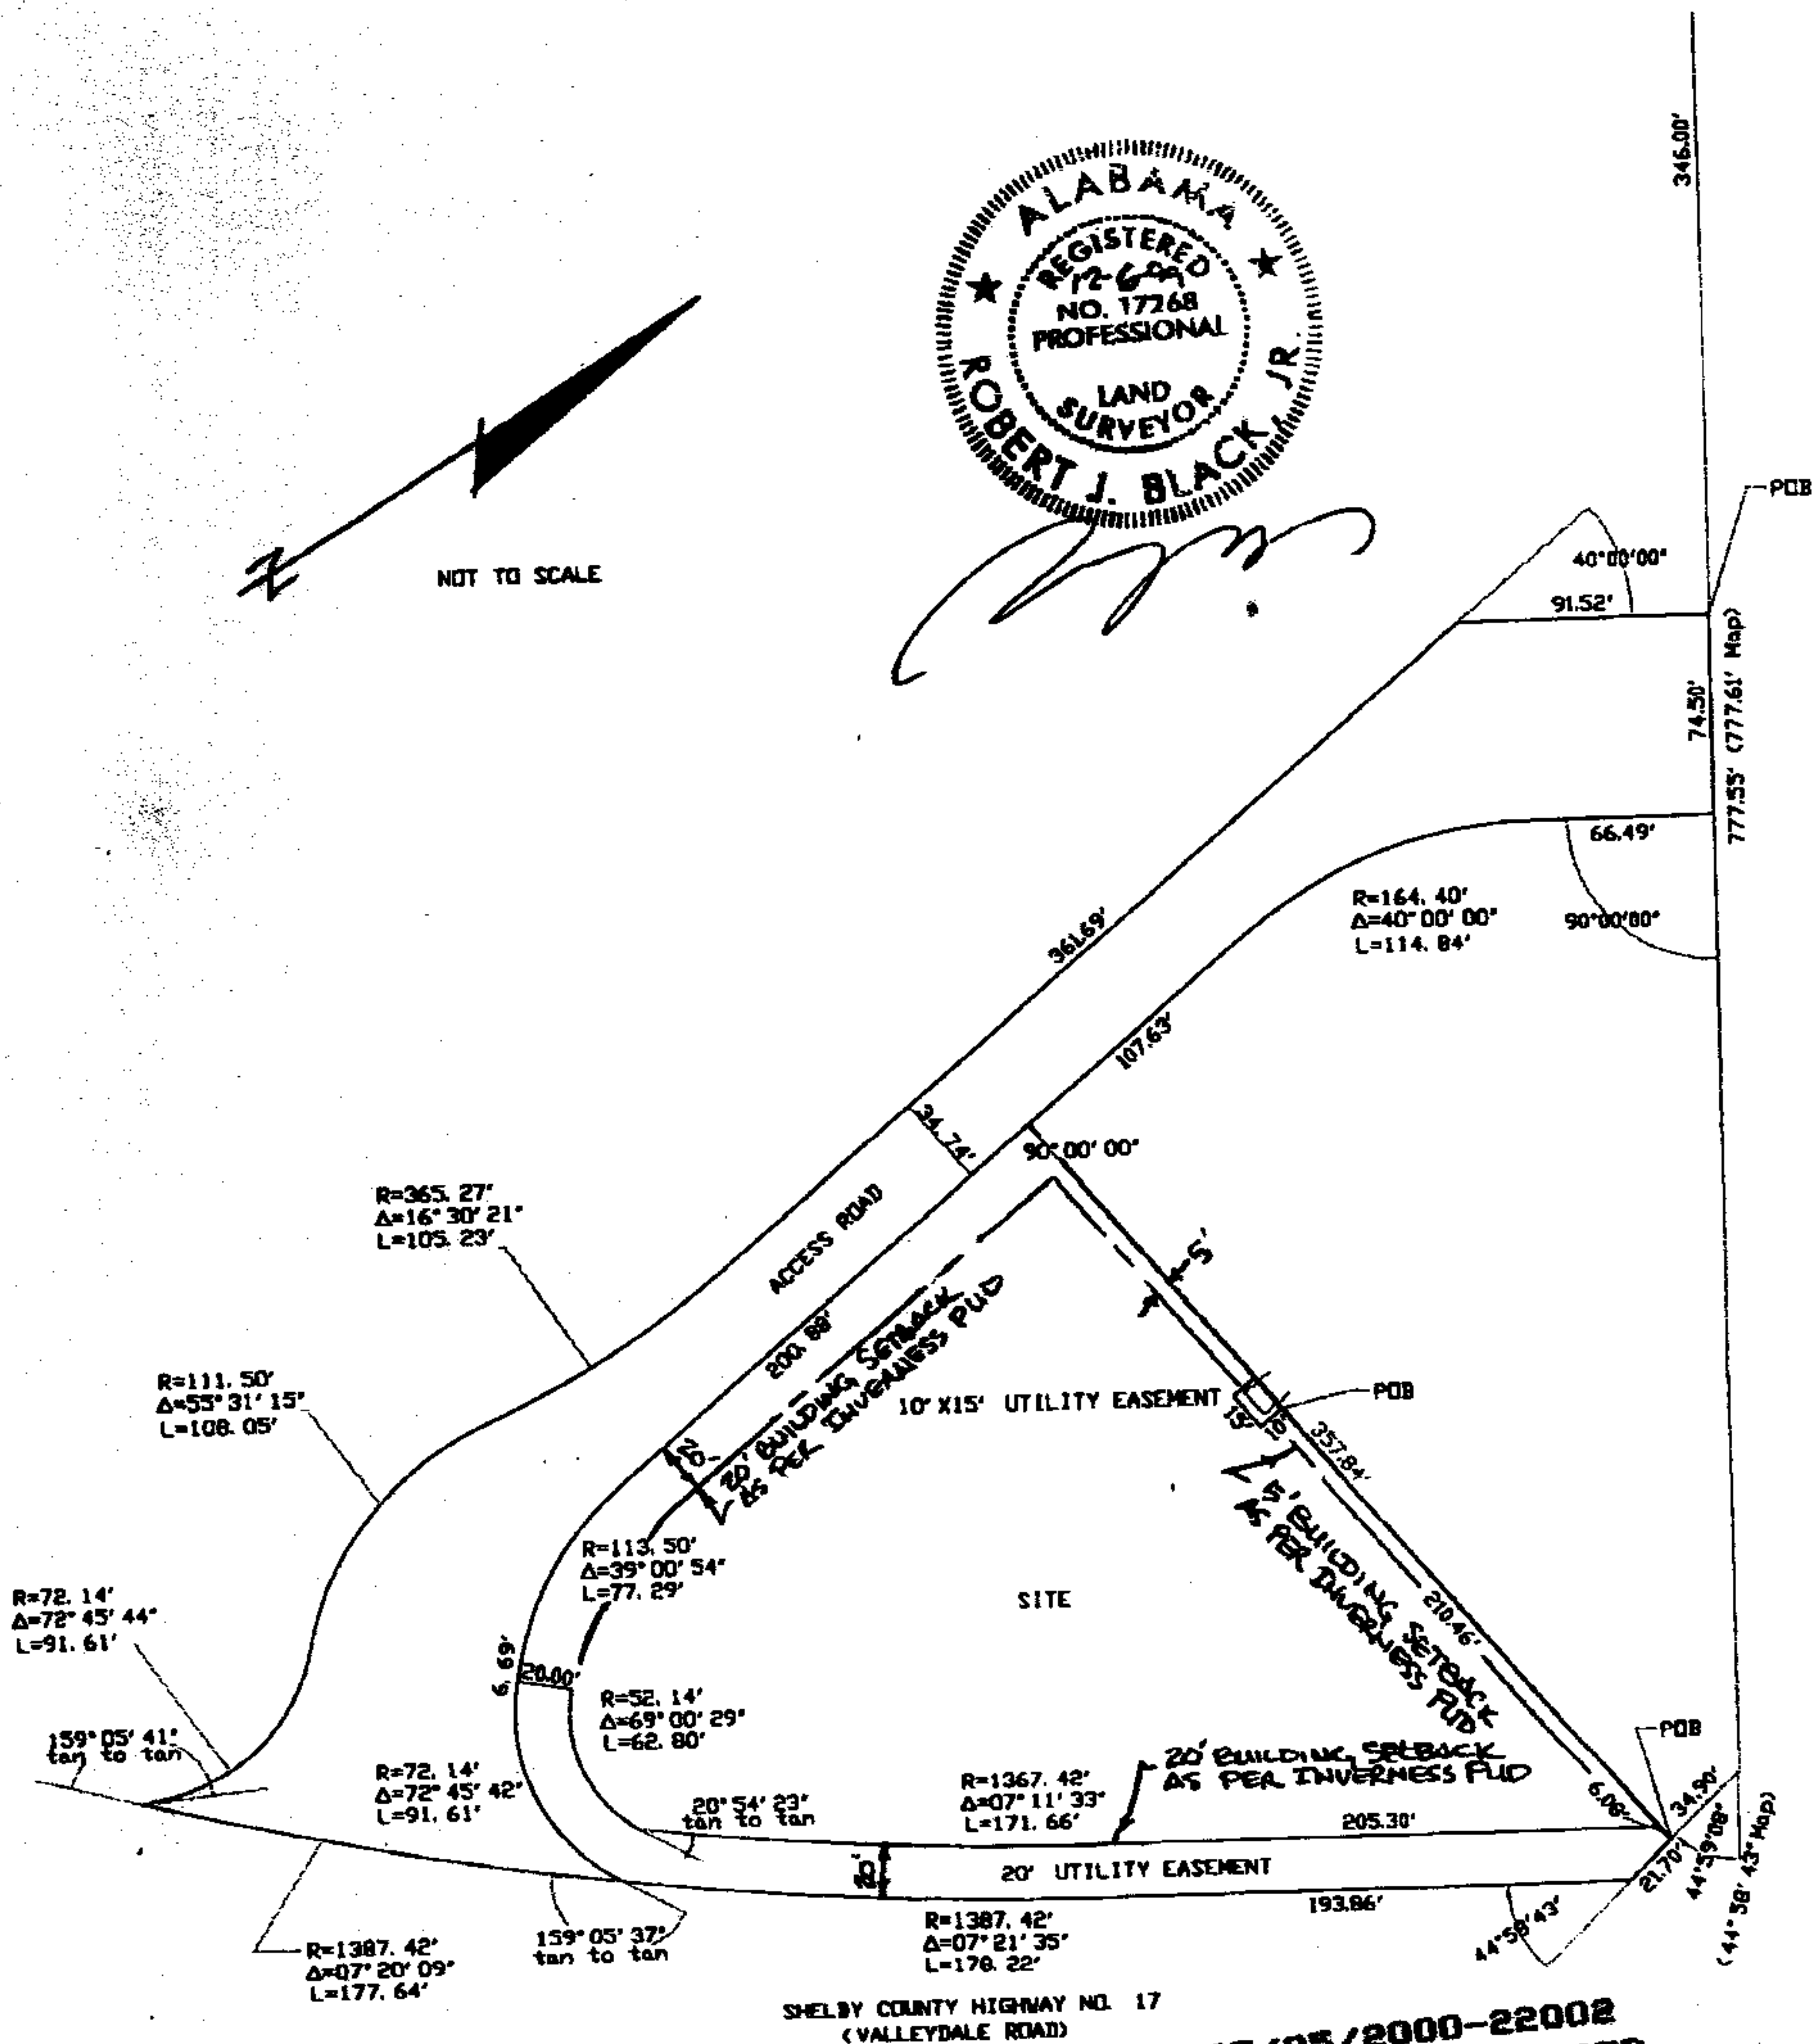 346.00'
ALABAMA
REGISTERED
NO. 17268
PROFESSIONAL
LAND
SURVEYOR
ROBERT J. BLACK, JR.
POB
N
NOT TO SCALE
40°00'00"
91.52'
74.50'
777.55' (777.61' Map)
66.49'
R=164. 40'
Δ=40° 00' 00"
L=114. 84'
90°00'00"
361.69'
107.63'
34. 74'
90° 00' 00"
R=365. 27'
Δ=16° 30' 21"
L=105. 23'
ACCESS ROAD
5'
200. 88'
20' BUILDING SETBACK
AS PER INVERNESS PUD
R=111. 50'
Δ=55° 31' 15"
L=108. 05'
10' X15' UTILITY EASEMENT
POB
15'
10'
357.84'
20'
5' BUILDING SETBACK
AS PER INVERNESS PUD
R=113. 50'
Δ=39° 00' 54"
L=77. 29'
SITE
210.46'
R=72. 14'
Δ=72° 45' 44"
L=91. 61'
6. 69'
20.00'
R=52. 14'
Δ=69° 00' 29"
L=62. 80'
159° 05' 41"
tan to tan
POB
20' BUILDING SETBACK
AS PER INVERNESS PUD
R=72. 14'
Δ=72° 45' 42"
L=91. 61'
20° 54' 23"
tan to tan
R=1367. 42'
Δ=07° 11' 33"
L=171. 66'
6.08'
34.90'
205.30'
44°59'08"
(44° 58' 43" Map)
20'
20' UTILITY EASEMENT
21.70'
193.86'
44°58'43"
R=1387. 42'
Δ=07° 20' 09"
L=177. 64'
159° 05' 37"
tan to tan
R=1387. 42'
Δ=07° 21' 35"
L=178. 22'
SHELBY COUNTY HIGHWAY NO. 17
(VALLEYDALE ROAD)
/05/2000-22002